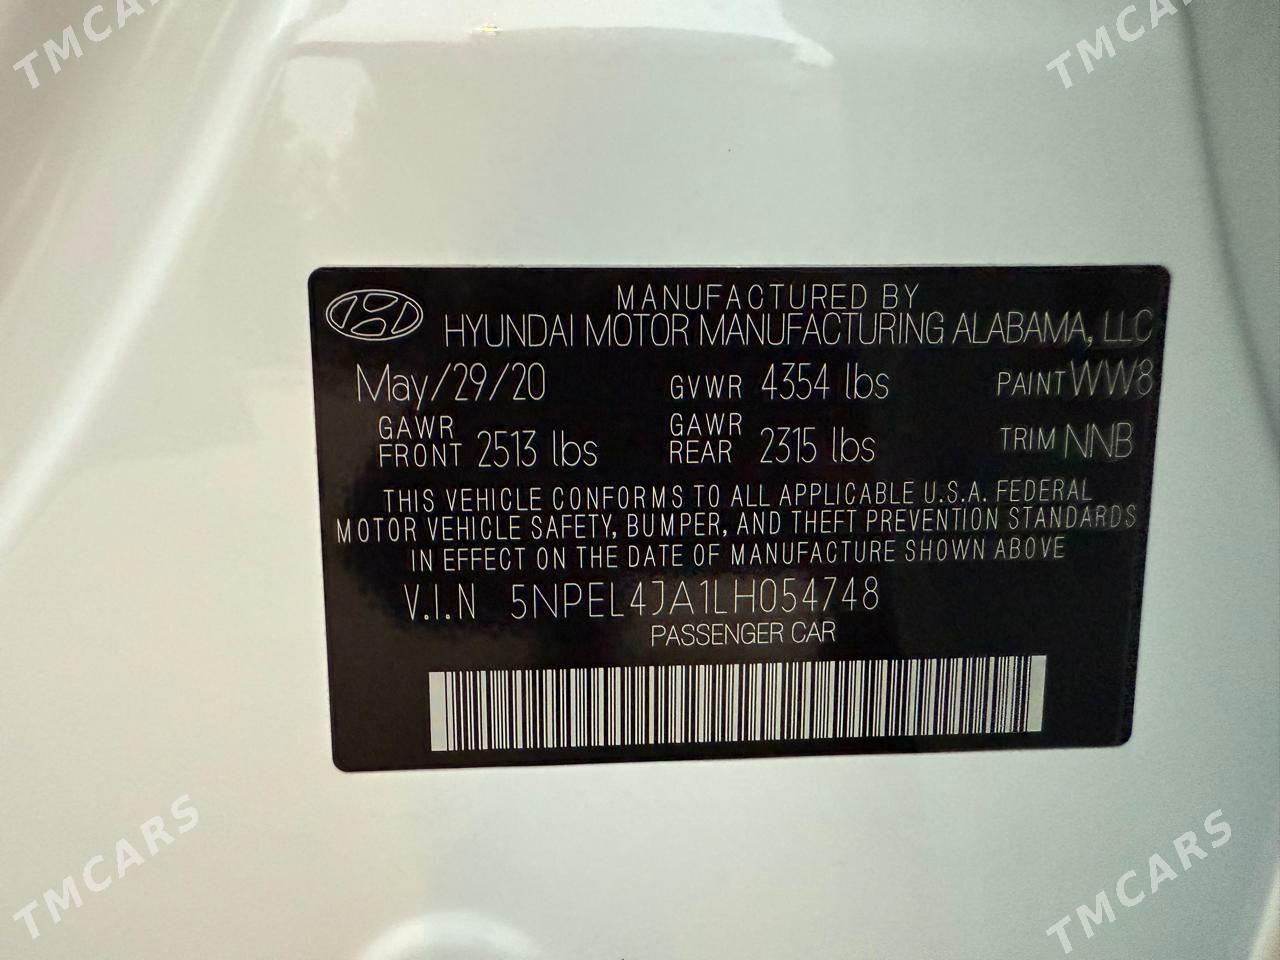 TMCARS
TMCARS
MANUFACTURED BY
HYUNDAI MOTOR MANUFACTURING ALABAMA, LLC
May/29/20 GVWR 4354 lbs PAINT WW8
GAWR FRONT 2513 lbs GAWR REAR 2315 lbs TRIM NNB
THIS VEHICLE CONFORMS TO ALL APPLICABLE U.S.A. FEDERAL
MOTOR VEHICLE SAFETY, BUMPER, AND THEFT PREVENTION STANDARDS
IN EFFECT ON THE DATE OF MANUFACTURE SHOWN ABOVE
V.I.N 5NPEL4JA1LH054748
PASSENGER CAR
TMCARS
TMCARS